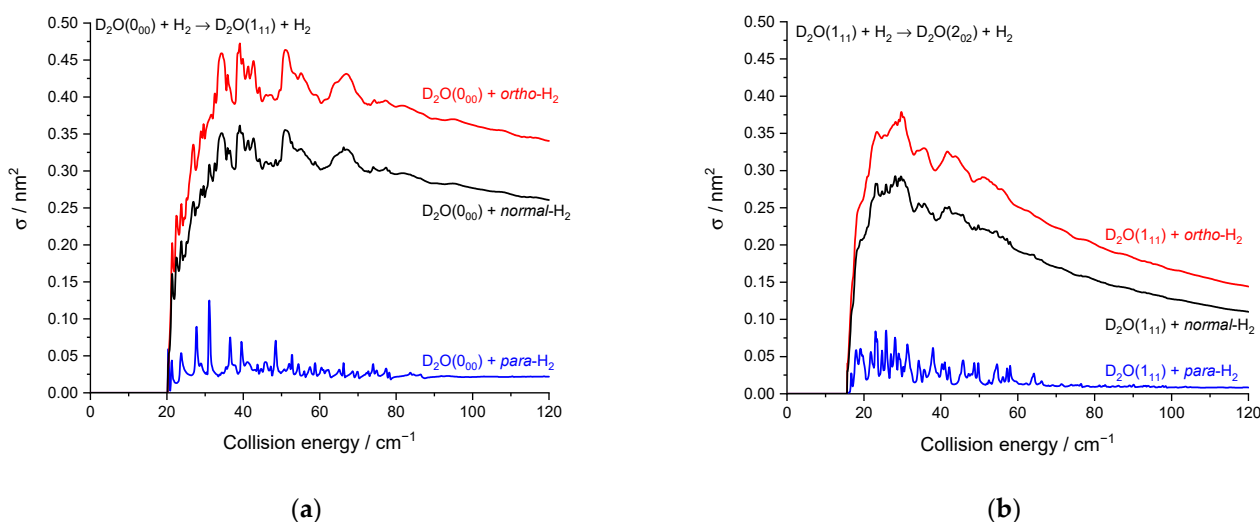 D₂O(0₀₀) + H₂ → D₂O(1₁₁) + H₂
0.50
0.45
0.40
0.35
0.30
0.25
0.20
0.15
0.10
0.05
0.00
σ / nm²
D₂O(0₀₀) + ortho-H₂
D₂O(0₀₀) + normal-H₂
D₂O(0₀₀) + para-H₂
0 20 40 60 80 100 120
Collision energy / cm⁻¹
(a)
D₂O(1₁₁) + H₂ → D₂O(2₀₂) + H₂
0.50
0.45
0.40
0.35
0.30
0.25
0.20
0.15
0.10
0.05
0.00
σ / nm²
D₂O(1₁₁) + ortho-H₂
D₂O(1₁₁) + normal-H₂
D₂O(1₁₁) + para-H₂
0 20 40 60 80 100 120
Collision energy / cm⁻¹
(b)